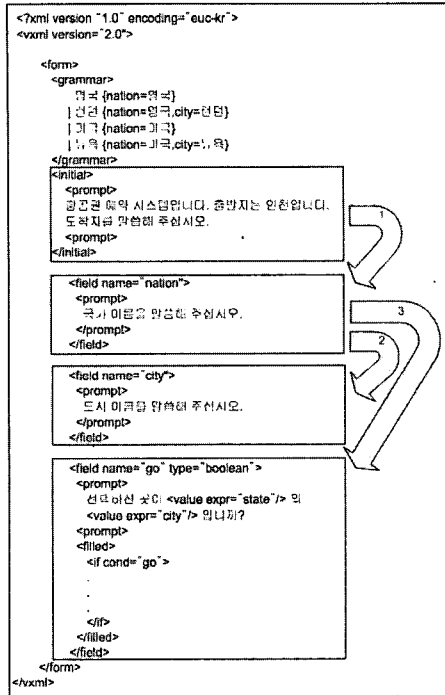 <?xml version ˝1.0˝ encoding=˝euc-kr˝>
<vxml version=˝2.0˝>
<form>
<grammar>
영국 {nation=영국}
| 런던 {nation=영국,city=런던}
| 미국 {nation=미국}
| 뉴욕 {nation=미국,city=뉴욕}
</grammar>
<initial>
<prompt>
항공권 예약 시스템입니다. 출발지는 인천입니다.
도착지를 말씀해 주십시오.
<prompt>
</initial>
1
<field name=˝nation˝>
<prompt>
국가 이름을 말씀해 주십시오.
</prompt>
</field>
3
2
<field name=˝city˝>
<prompt>
도시 이름을 말씀해 주십시오.
</prompt>
</field>
<field name=˝go˝ type=˝boolean˝>
<prompt>
선택하신 곳이 <value expr=˝state˝/> 의
<value expr=˝city˝/> 입니까?
<prompt>
<filled>
<if cond=˝go˝>
.
.
.
</if>
</filled>
</field>
</form>
</vxml>